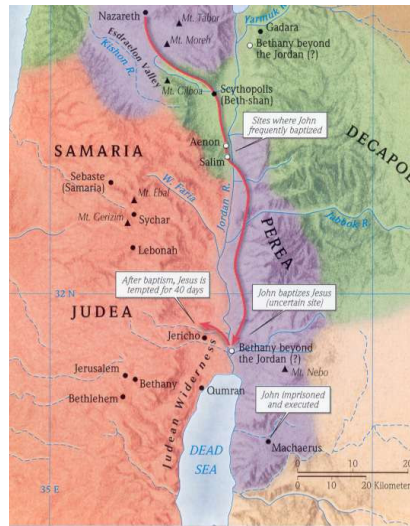 Nazareth
Mt. Tabor
Yarmuk R.
Gadara
Mt. Moreh
Bethany beyond
the Jordan (?)
Esdraelon Valley
Kishon R.
Mt. Gilboa
Scythopolis
(Beth-shan)
Sites where John
frequently baptized
Aenon
Salim
DECAPOL
SAMARIA
Sebaste
(Samaria)
Mt. Ebal
W. Faria
Jordan R.
Mt. Gerizim
Sychar
Jabbok R.
PEREA
Lebonah
After baptism, Jesus is
tempted for 40 days
32 N
John baptizes Jesus
(uncertain site)
JUDEA
Jericho
Bethany beyond
the Jordan (?)
Mt. Nebo
Jerusalem
Bethany
Qumran
Bethlehem
Judean Wilderness
John imprisoned
and executed
Machaerus
DEAD
SEA
0 10 20
0 10 20 Kilometer
35 E